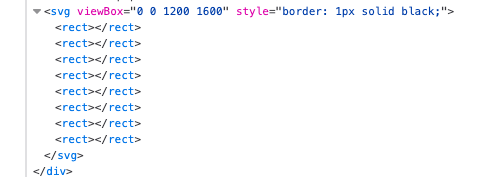 <svg viewBox="0 0 1200 1600" style="border: 1px solid black;">
<rect></rect>
<rect></rect>
<rect></rect>
<rect></rect>
<rect></rect>
<rect></rect>
<rect></rect>
<rect></rect>
</svg>
</div>